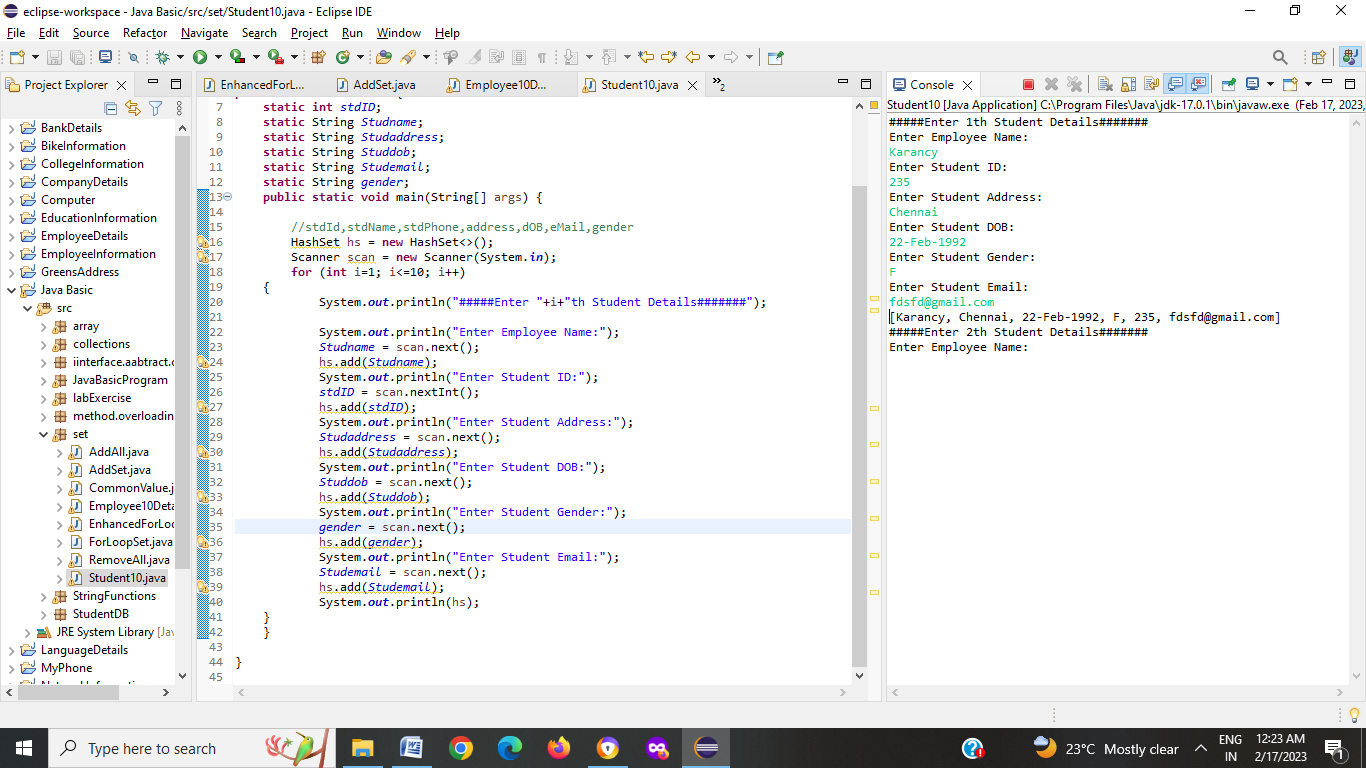 eclipse-workspace - Java Basic/src/set/Student10.java - Eclipse IDE
File Edit Source Refactor Navigate Search Project Run Window Help
Project Explorer
BankDetails
BikeInformation
CollegeInformation
CompanyDetails
Computer
EducationInformation
EmployeeDetails
EmployeeInformation
GreensAddress
Java Basic
src
array
collections
iinterface.aabtract.c
JavaBasicProgram
labExercise
method.overloadin
set
AddAll.java
AddSet.java
CommonValue.j
Employee10Deta
EnhancedForLoo
ForLoopSet.java
RemoveAll.java
Student10.java
StringFunctions
StudentDB
JRE System Library [Jav
LanguageDetails
MyPhone
EnhancedForL... AddSet.java Employee10D... Student10.java »2
7 static int stdID;
8 static String Studname;
9 static String Studaddress;
10 static String Studdob;
11 static String Studemail;
12 static String gender;
13 public static void main(String[] args) {
14
15 //stdId,stdName,stdPhone,address,dOB,eMail,gender
16 HashSet hs = new HashSet<>();
17 Scanner scan = new Scanner(System.in);
18 for (int i=1; i<=10; i++)
19 {
20 System.out.println("#####Enter "+i+"th Student Details#######");
21
22 System.out.println("Enter Employee Name:");
23 Studname = scan.next();
24 hs.add(Studname);
25 System.out.println("Enter Student ID:");
26 stdID = scan.nextInt();
27 hs.add(stdID);
28 System.out.println("Enter Student Address:");
29 Studaddress = scan.next();
30 hs.add(Studaddress);
31 System.out.println("Enter Student DOB:");
32 Studdob = scan.next();
33 hs.add(Studdob);
34 System.out.println("Enter Student Gender:");
35 gender = scan.next();
36 hs.add(gender);
37 System.out.println("Enter Student Email:");
38 Studemail = scan.next();
39 hs.add(Studemail);
40 System.out.println(hs);
41 }
42 }
43
44 }
45
Console
Student10 [Java Application] C:\Program Files\Java\jdk-17.0.1\bin\javaw.exe (Feb 17, 2023,
#####Enter 1th Student Details#######
Enter Employee Name:
Karancy
Enter Student ID:
235
Enter Student Address:
Chennai
Enter Student DOB:
22-Feb-1992
Enter Student Gender:
F
Enter Student Email:
fdsfd@gmail.com
[Karancy, Chennai, 22-Feb-1992, F, 235, fdsfd@gmail.com]
#####Enter 2th Student Details#######
Enter Employee Name:
Type here to search
23°C Mostly clear
ENG
IN
12:23 AM
2/17/2023
1